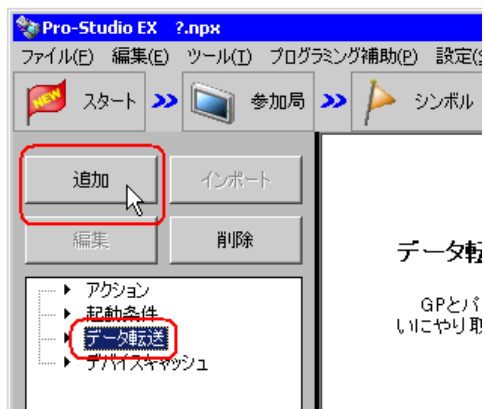 Pro-Studio EX ?.npx
ファイル(F) 編集(E) ツール(T) プログラミング補助(P) 設定(S
NEW スタート 参加局 シンボル
追加 インポート
編集 削除
アクション
起動条件
データ転送
デバイスキャッシュ
データ転
GPとパ
いにやり取